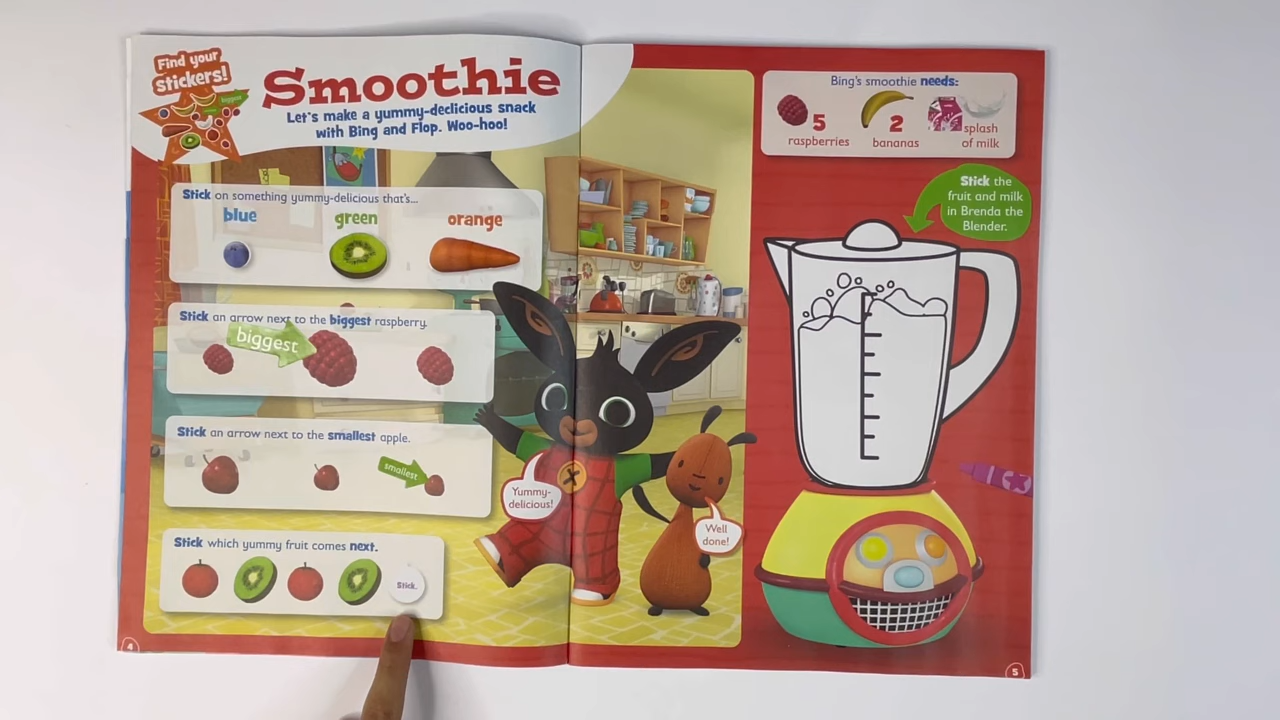 Find your
stickers!
Smoothie
Let's make a yummy-declicious snack
with Bing and Flop. Woo-hoo!
Stick on something yummy-delicious that's...
blue
green
orange
Stick an arrow next to the biggest raspberry.
biggest
Stick an arrow next to the smallest apple.
smallest
Stick which yummy fruit comes next.
Stick.
4
Yummy-
delicious!
Well
done!
Bing's smoothie needs:
5
raspberries
2
bananas
splash
of milk
Stick the
fruit and milk
in Brenda the
Blender.
5